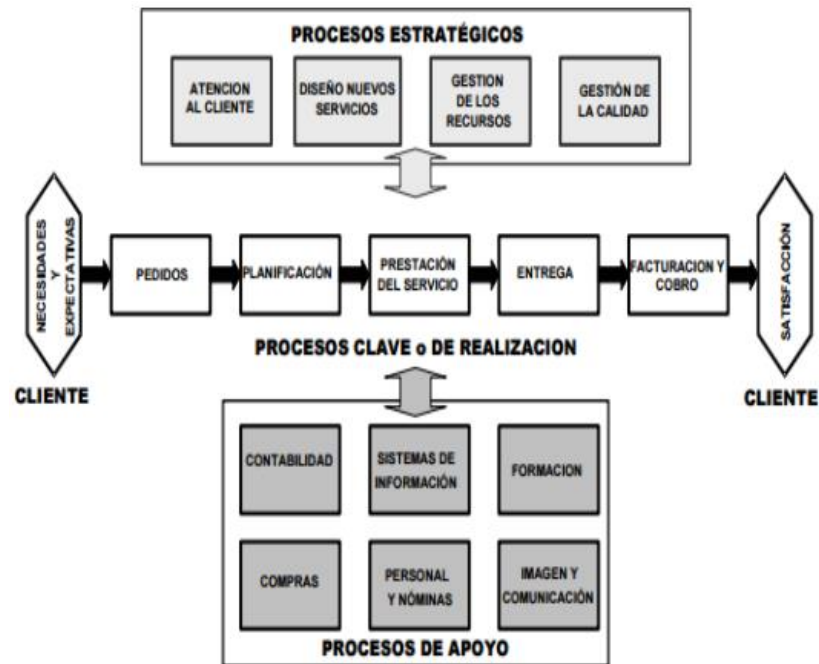 PROCESOS ESTRATÉGICOS
ATENCION
AL CLIENTE
DISEÑO NUEVOS
SERVICIOS
GESTION
DE LOS
RECURSOS
GESTIÓN DE
LA CALIDAD
NECESIDADES
Y
EXPECTATIVAS
CLIENTE
PEDIDOS
PLANIFICACIÓN
PRESTACIÓN
DEL SERVICIO
ENTREGA
FACTURACION Y
COBRO
SATISFACCIÓN
CLIENTE
PROCESOS CLAVE o DE REALIZACION
CONTABILIDAD
SISTEMAS DE
INFORMACIÓN
FORMACION
COMPRAS
PERSONAL
Y NÓMINAS
IMAGEN Y
COMUNICACIÓN
PROCESOS DE APOYO